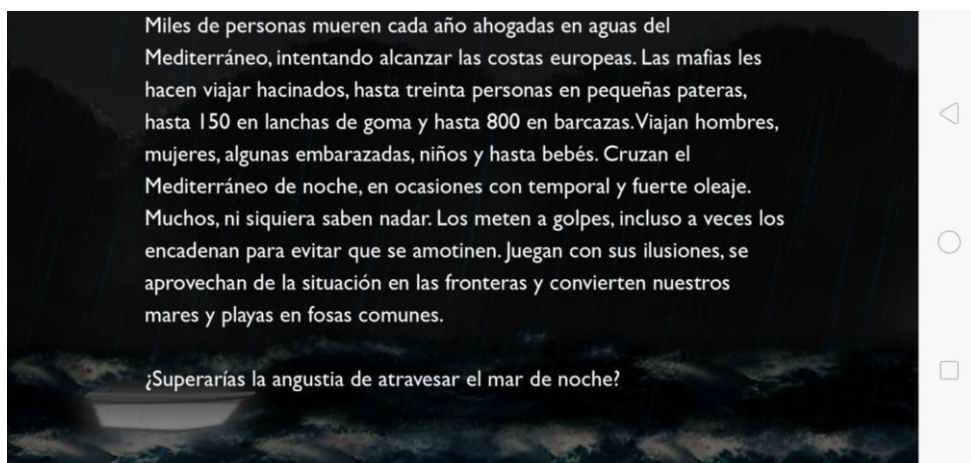 Miles de personas mueren cada año ahogadas en aguas del
Mediterráneo, intentando alcanzar las costas europeas. Las mafias les
hacen viajar hacinados, hasta treinta personas en pequeñas pateras,
hasta 150 en lanchas de goma y hasta 800 en barcazas.Viajan hombres,
mujeres, algunas embarazadas, niños y hasta bebés. Cruzan el
Mediterráneo de noche, en ocasiones con temporal y fuerte oleaje.
Muchos, ni siquiera saben nadar. Los meten a golpes, incluso a veces los
encadenan para evitar que se amotinen. Juegan con sus ilusiones, se
aprovechan de la situación en las fronteras y convierten nuestros
mares y playas en fosas comunes.
¿Superarías la angustia de atravesar el mar de noche?